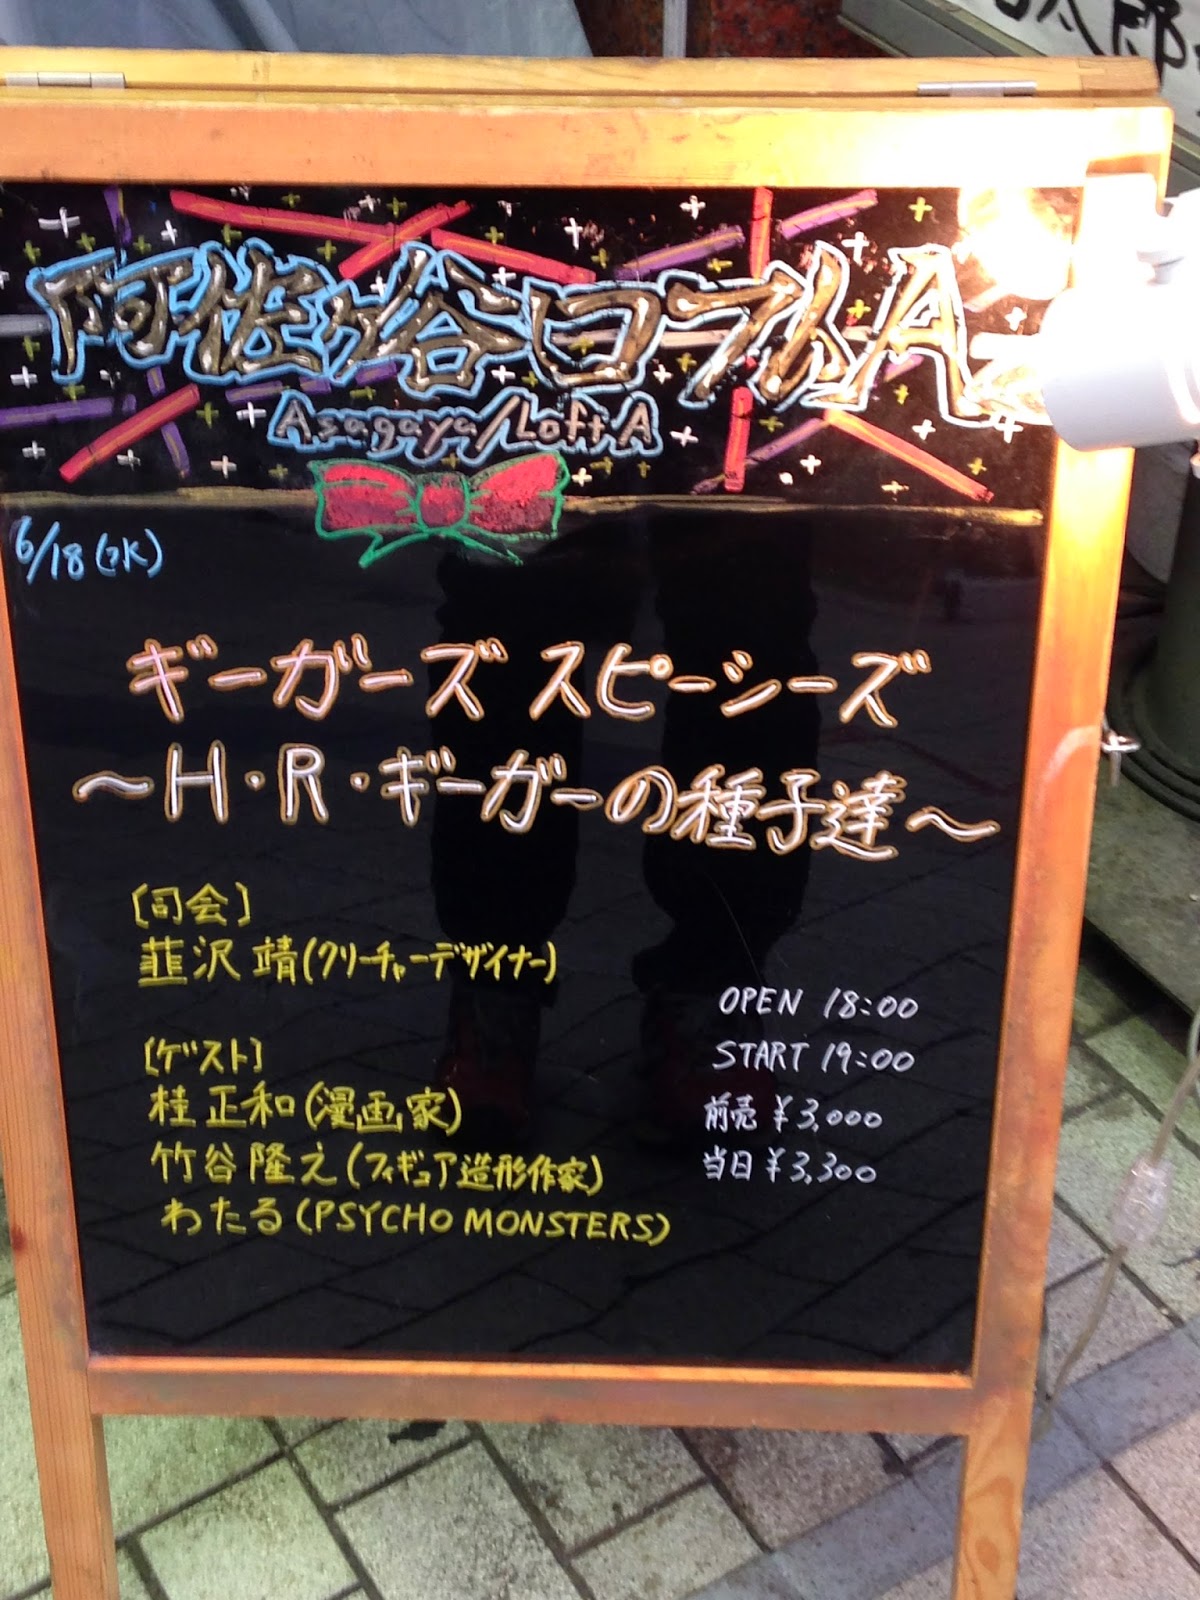 太郎
阿佐ヶ谷ロフトA
Asagaya/Loft A
6/18(水)
ギーガーズ スピーシーズ
～H・R・ギーガーの種子達～
[司会]
韮沢 靖(クリーチャーデザイナー)
[ゲスト]
桂 正和(漫画家)
竹谷 隆之(フィギュア造形作家)
わたる(PSYCHO MONSTERS)
OPEN 18:00
START 19:00
前売 ¥3,000
当日 ¥3,300